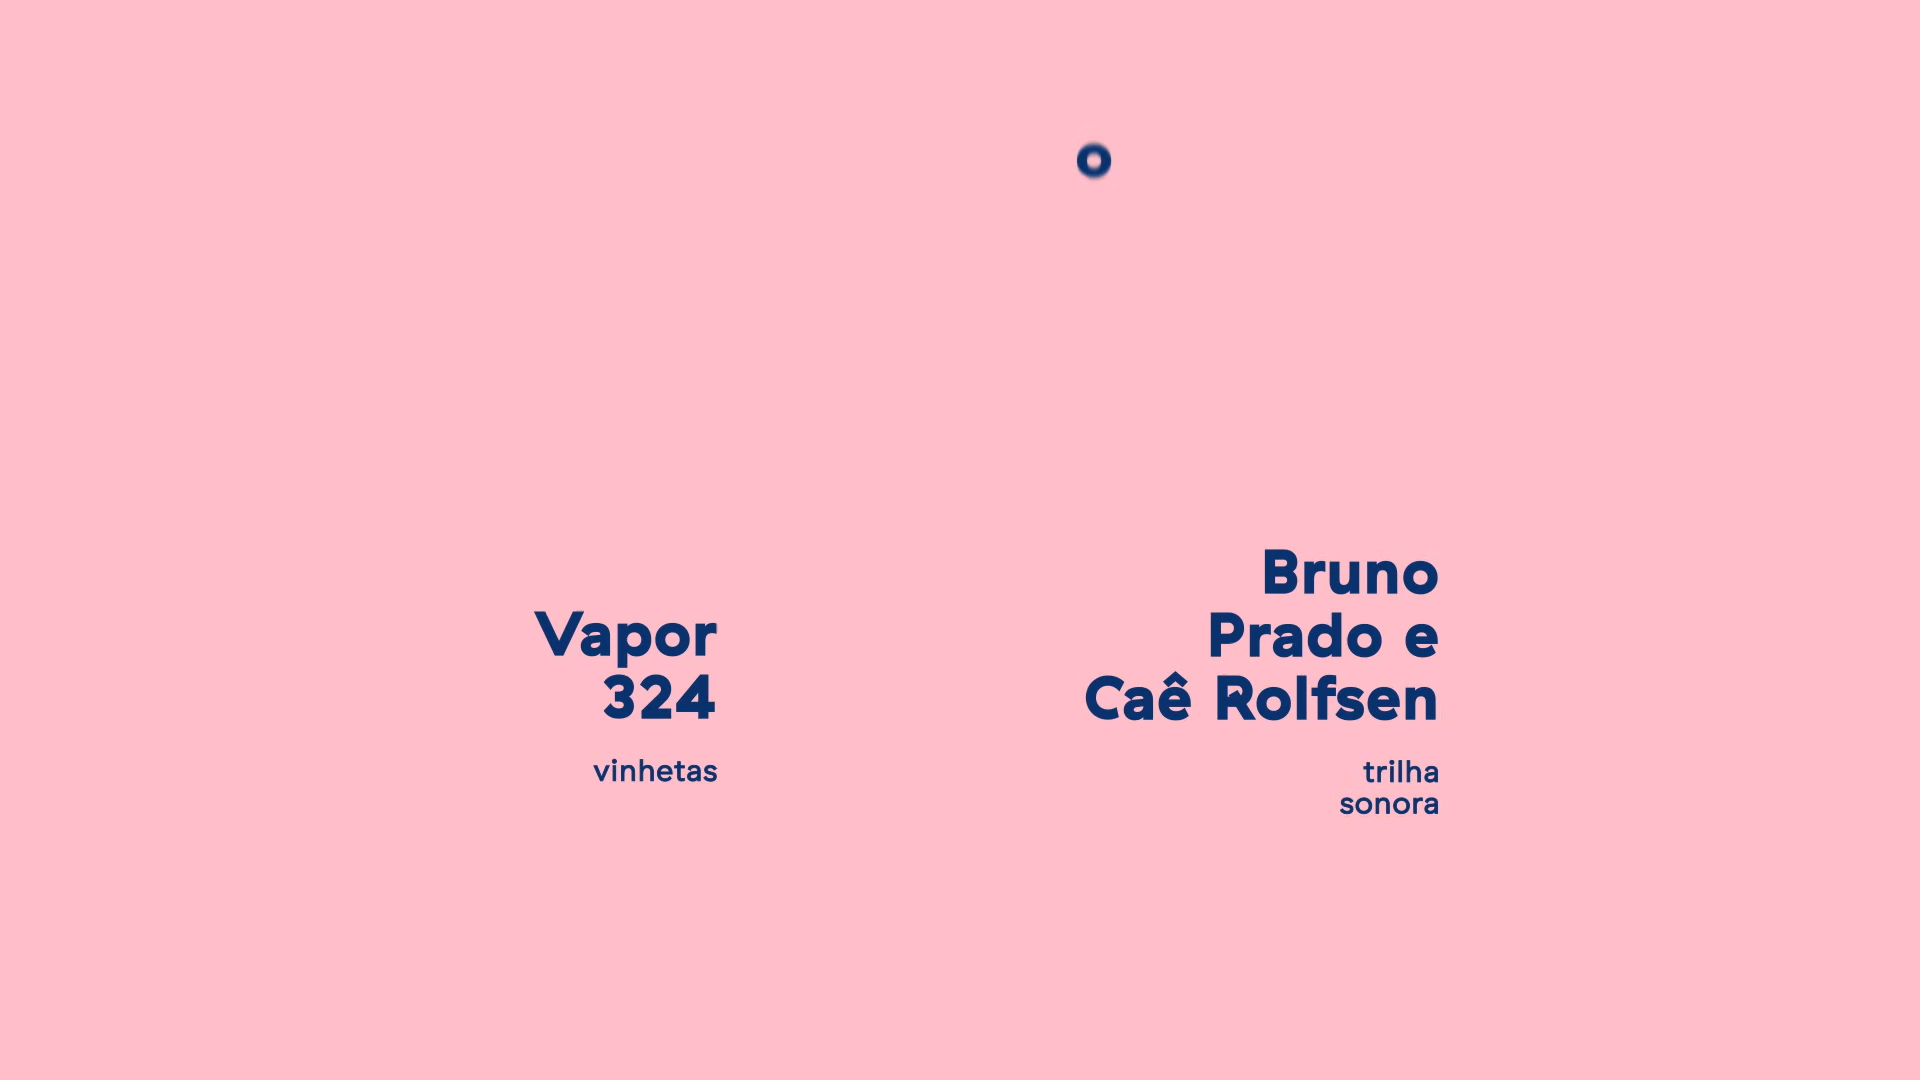 o
Vapor
324
vinhetas
Bruno
Prado e
Caê Rolfsen
trilha
sonora